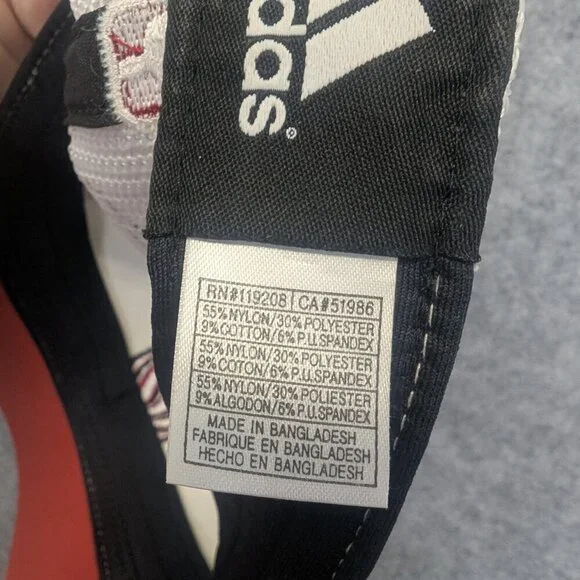 adidas®
RN#119208 CA#51986
55%NYLON/30%POLYESTER
9%COTTON/6%P.U.SPANDEX
55%NYLON/30%POLYESTER
9%COTON/6%P.U.SPANDEX
55%NYLON/30%POLYESTER
9%ALGODON/6%P.U.SPANDEX
MADE IN BANGLADESH
FABRIQUE EN BANGLADESH
HECHO EN BANGLADESH